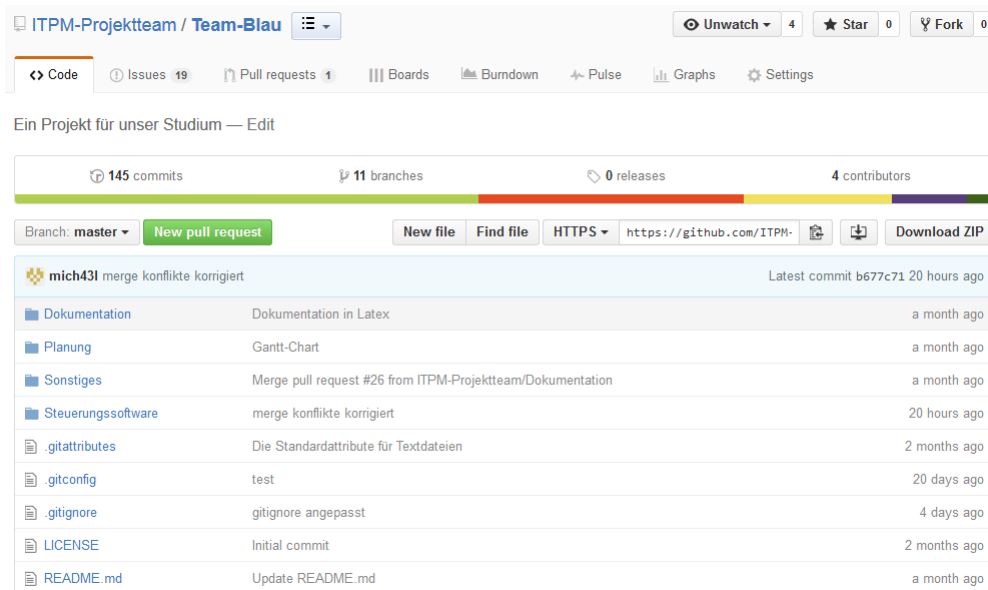 ITPM-Projektteam / Team-Blau Unwatch 4 Star 0 Fork 0
Code Issues 19 Pull requests 1 Boards Burndown Pulse Graphs Settings
Ein Projekt für unser Studium — Edit
145 commits 11 branches 0 releases 4 contributors
Branch: master New pull request New file Find file HTTPS https://github.com/ITPM- Download ZIP
mich43l merge konflikte korrigiert Latest commit b677c71 20 hours ago
Dokumentation Dokumentation in Latex a month ago
Planung Gantt-Chart a month ago
Sonstiges Merge pull request #26 from ITPM-Projektteam/Dokumentation a month ago
Steuerungssoftware merge konflikte korrigiert 20 hours ago
.gitattributes Die Standardattribute für Textdateien 2 months ago
.gitconfig test 20 days ago
.gitignore gitignore angepasst 4 days ago
LICENSE Initial commit 2 months ago
README.md Update README.md a month ago